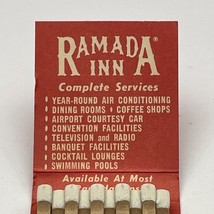 RAMADA®
INN
Complete Services
• YEAR-ROUND AIR CONDITIONING
• DINING ROOMS • COFFEE SHOPS
• AIRPORT COURTESY CAR
• CONVENTION FACILITIES
• TELEVISION and RADIO
• BANQUET FACILITIES
• COCKTAIL LOUNGES
• SWIMMING POOLS
Available At Most